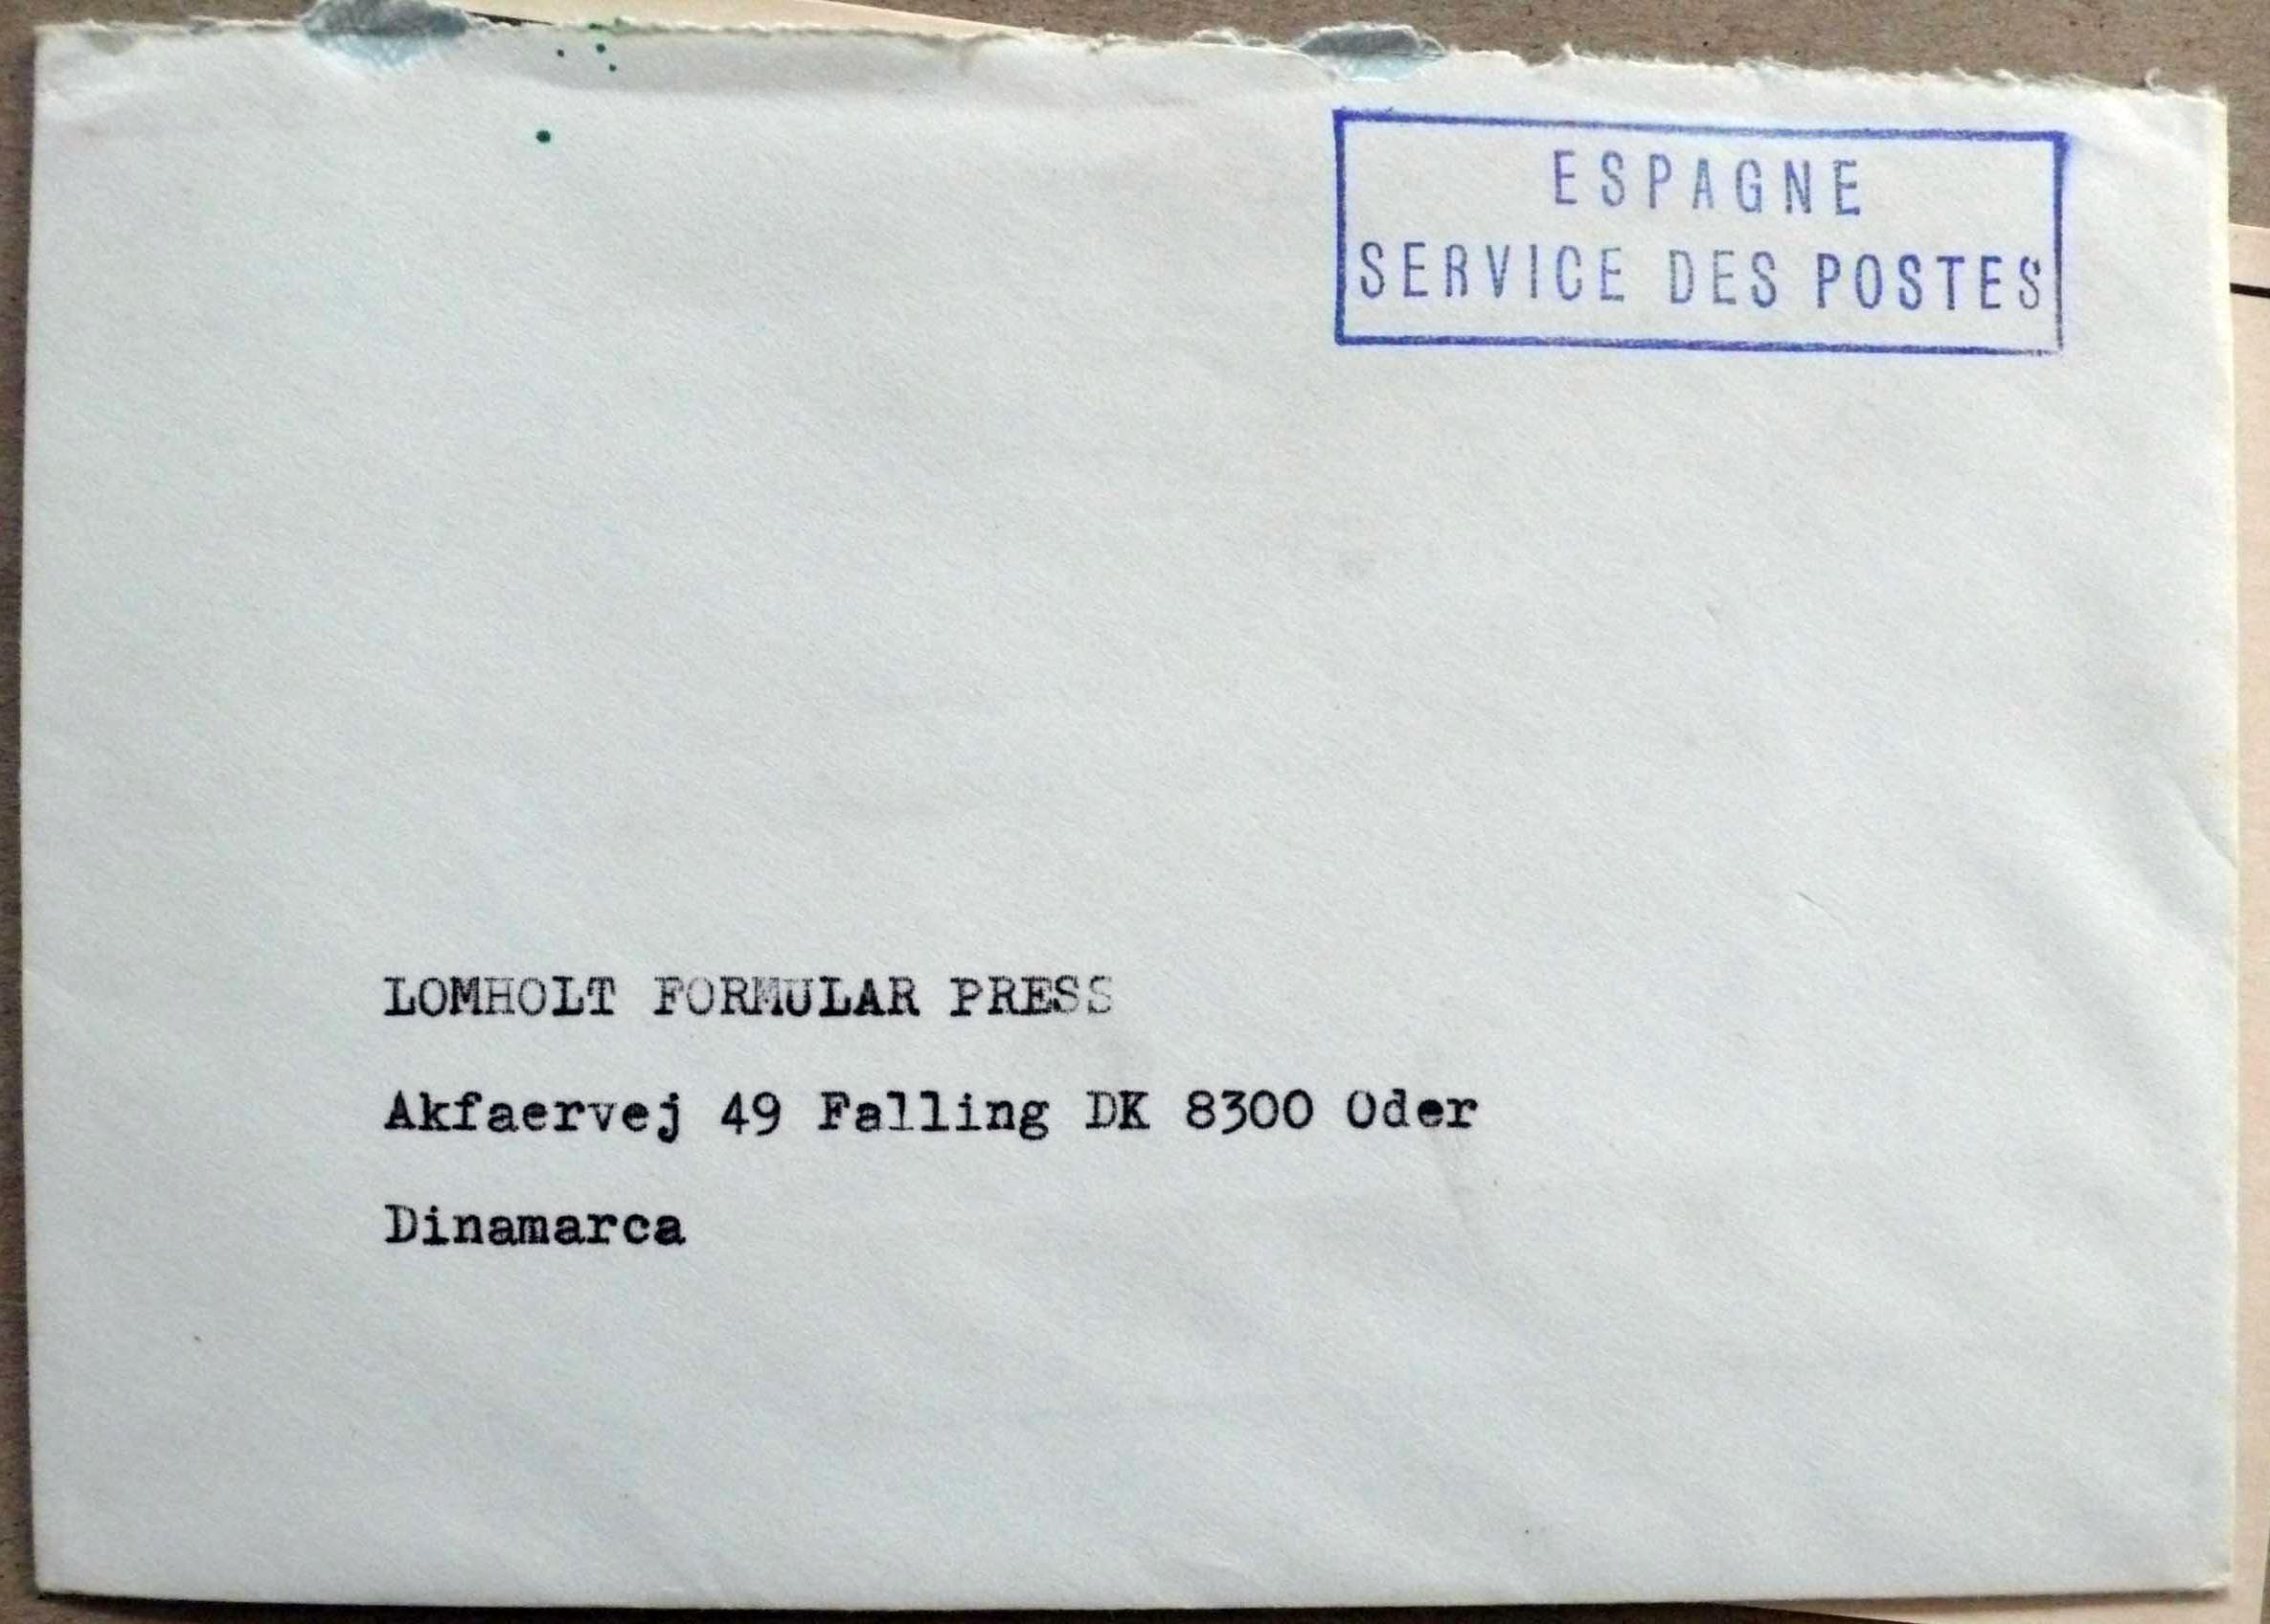 ESPAGNE
SERVICE DES POSTES
LOMHOLT FORMULAR PRESS
Akfaervej 49 Falling DK 8300 Oder
Dinamarca